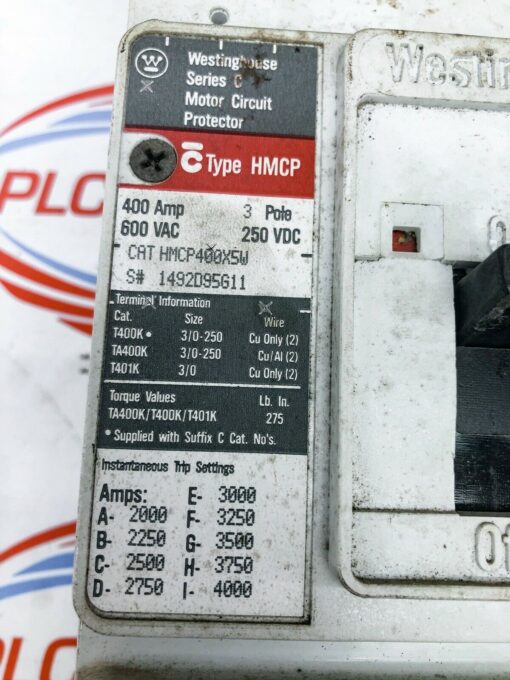 Westinghouse
Series C
Motor Circuit
Protector
Type HMCP
400 Amp 3 Pole
600 VAC 250 VDC
CAT HMCP400X5W
S# 1492D95G11
Terminal Information
Cat. Size Wire
T400K • 3/0-250 Cu Only (2)
TA400K 3/0-250 Cu/Al (2)
T401K 3/0 Cu Only (2)
Torque Values Lb. In.
TA400K/T400K/T401K 275
• Supplied with Suffix C Cat. No's.
Instantaneous Trip Settings
Amps: E- 3000
A- 2000 F- 3250
B- 2250 G- 3500
C- 2500 H- 3750
D- 2750 I- 4000
Westin
Of
PLC
PLC